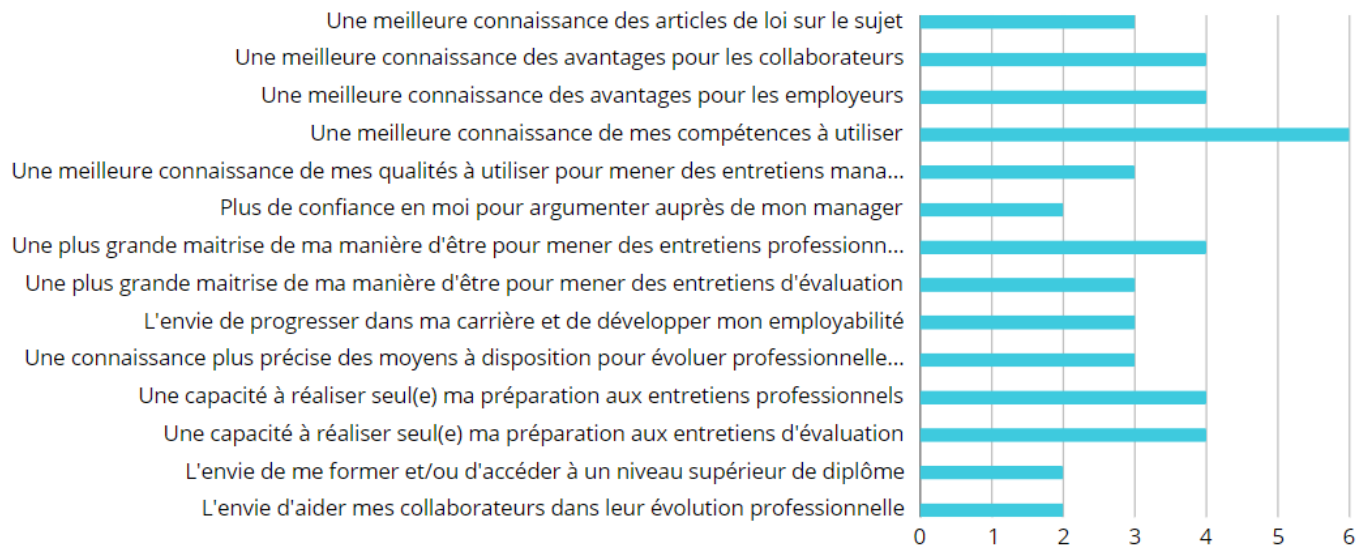 Une meilleure connaissance des articles de loi sur le sujet
Une meilleure connaissance des avantages pour les collaborateurs
Une meilleure connaissance des avantages pour les employeurs
Une meilleure connaissance de mes compétences à utiliser
Une meilleure connaissance de mes qualités à utiliser pour mener des entretiens mana...
Plus de confiance en moi pour argumenter auprès de mon manager
Une plus grande maitrise de ma manière d'être pour mener des entretiens professionn...
Une plus grande maitrise de ma manière d'être pour mener des entretiens d'évaluation
L'envie de progresser dans ma carrière et de développer mon employabilité
Une connaissance plus précise des moyens à disposition pour évoluer professionnelle...
Une capacité à réaliser seul(e) ma préparation aux entretiens professionnels
Une capacité à réaliser seul(e) ma préparation aux entretiens d'évaluation
L'envie de me former et/ou d'accéder à un niveau supérieur de diplôme
L'envie d'aider mes collaborateurs dans leur évolution professionnelle
0 1 2 3 4 5 6